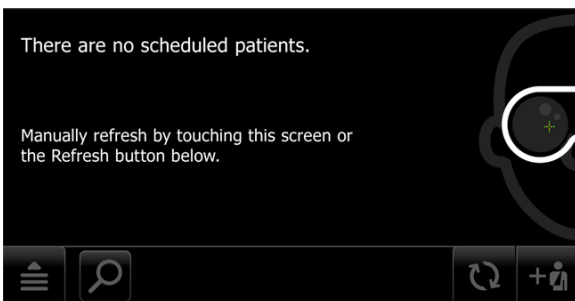 There are no scheduled patients.
Manually refresh by touching this screen or
the Refresh button below.